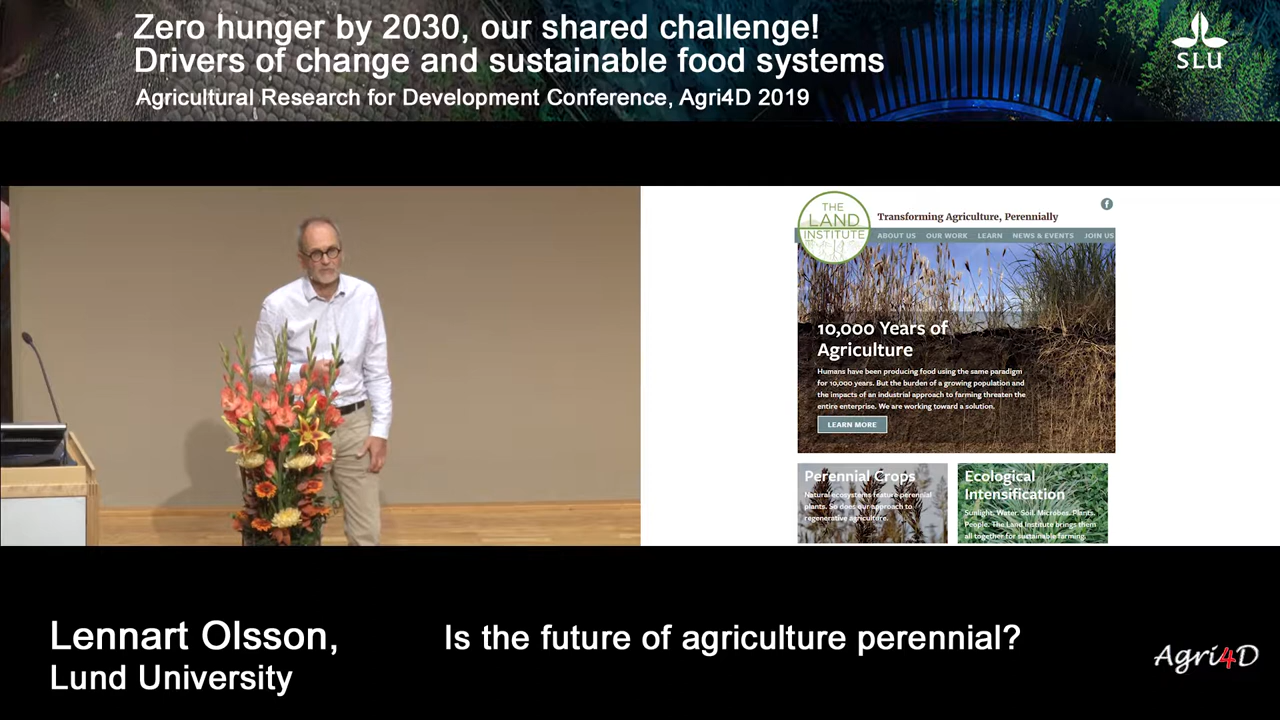 Zero hunger by 2030, our shared challenge!
Drivers of change and sustainable food systems
Agricultural Research for Development Conference, Agri4D 2019
SLU
THE
LAND
INSTITUTE
Transforming Agriculture, Perennially
ABOUT US OUR WORK LEARN NEWS & EVENTS JOIN US
10,000 Years of
Agriculture
Humans have been producing food using the same paradigm
for 10,000 years. But the burden of a growing population and
the impacts of an industrial approach to farming threaten the
entire enterprise. We are working toward a solution.
LEARN MORE
Perennial Crops
Natural ecosystems feature perennial
plants. So does our approach to
regenerative agriculture.
Ecological
Intensification
Sunlight. Water. Soil. Microbes. Plants.
People. The Land Institute brings them
all together for sustainable farming.
Lennart Olsson,
Lund University
Is the future of agriculture perennial?
Agri4D